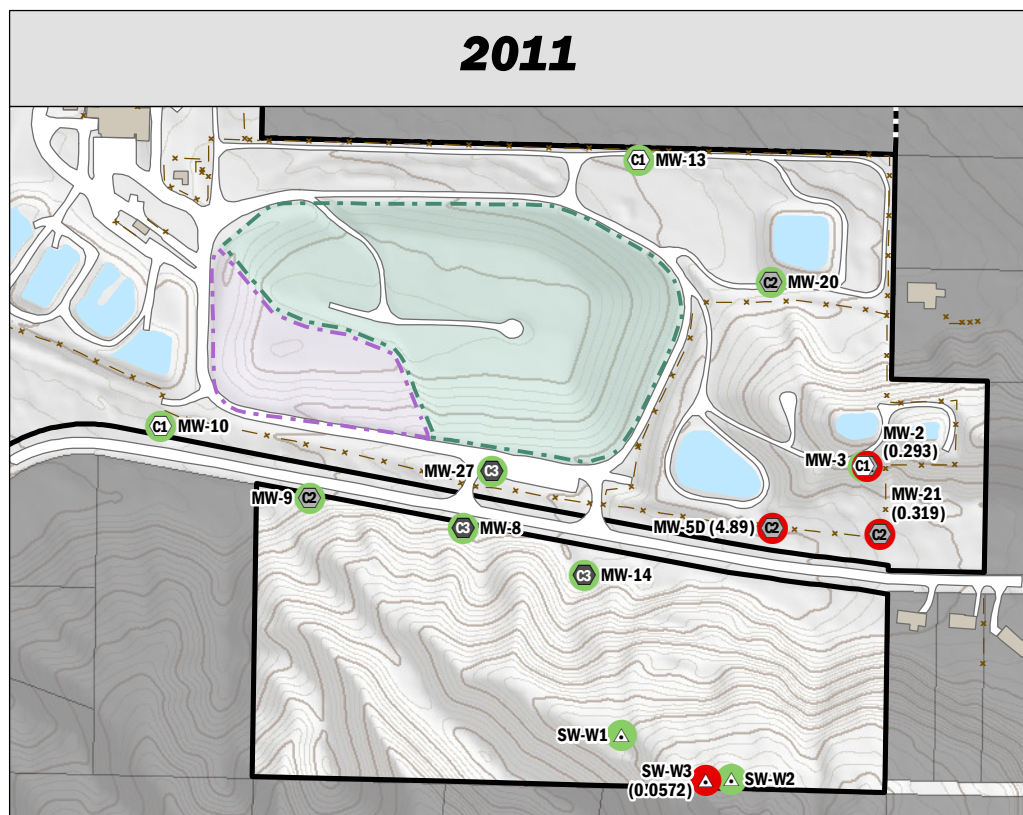 2011
C1 MW-13
C2 MW-20
C1 MW-10
MW-2
(0.293)
MW-3 C1
MW-27 C3
MW-21
(0.319)
MW-9 C2
C3 MW-8
MW-5D (4.89) C2
C2
C3 MW-14
SW-W1
SW-W3
(0.0572)
SW-W2